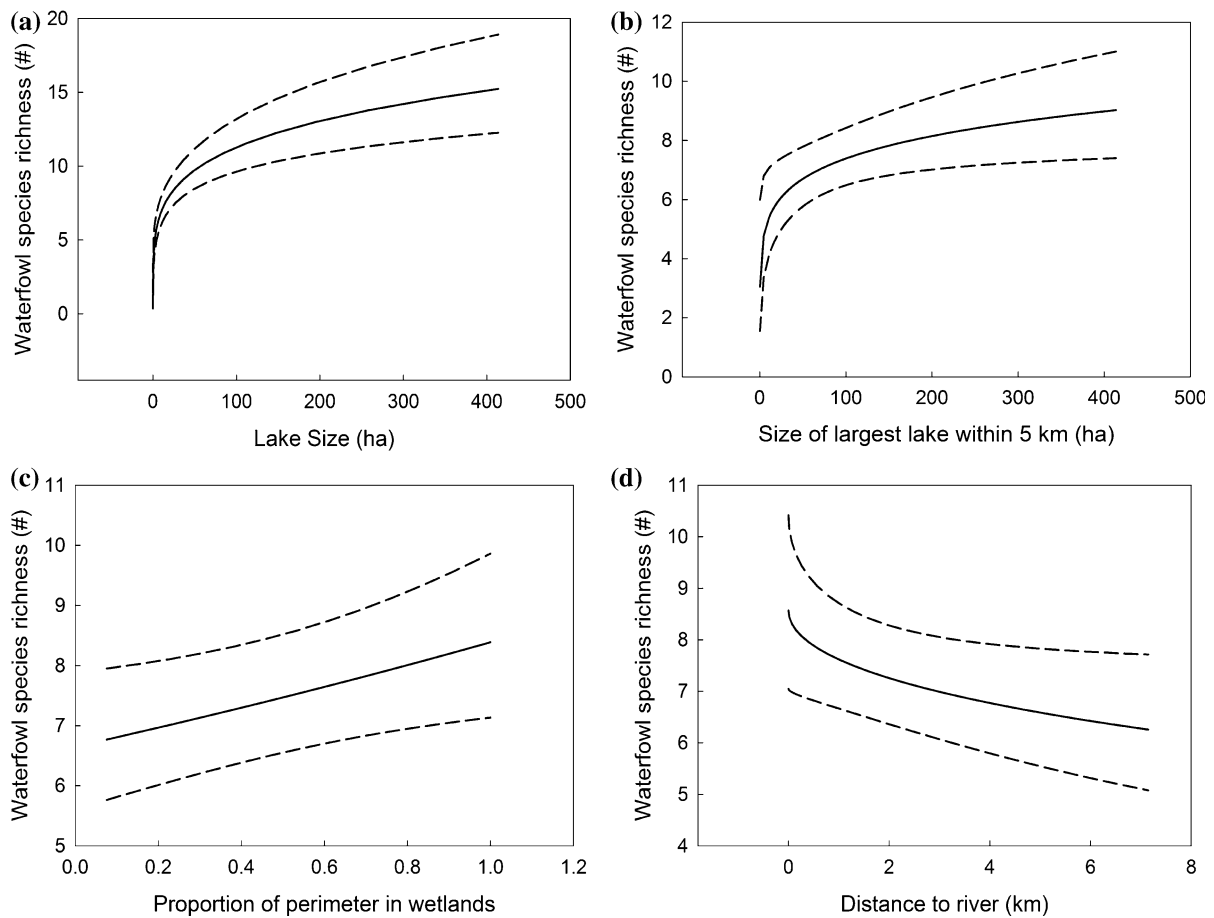 (a)
20
15
10
5
0
Waterfowl species richness (#)
0 100 200 300 400 500
Lake Size (ha)
(b)
12
10
8
6
4
2
0
Waterfowl species richness (#)
0 100 200 300 400 500
Size of largest lake within 5 km (ha)
(c)
11
10
9
8
7
6
5
Waterfowl species richness (#)
0.0 0.2 0.4 0.6 0.8 1.0 1.2
Proportion of perimeter in wetlands
(d)
11
10
9
8
7
6
5
4
Waterfowl species richness (#)
0 2 4 6 8
Distance to river (km)